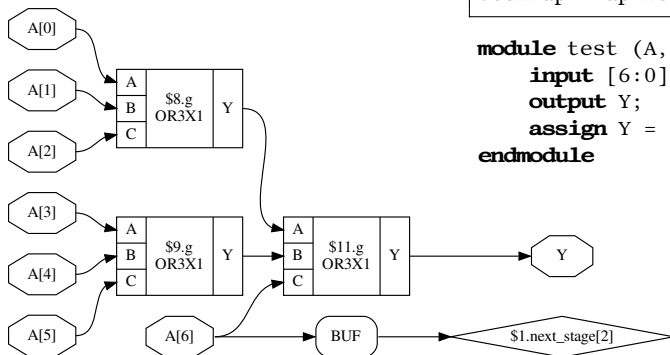 A[0]
A[1]
A[2]
A
B
C
$8.g
OR3X1
Y
A[3]
A[4]
A[5]
A
B
C
$9.g
OR3X1
Y
A[6]
A
B
C
$11.g
OR3X1
Y
Y
BUF
$1.next_stage[2]
module test (A,
input [6:0]
output Y;
assign Y =
endmodule